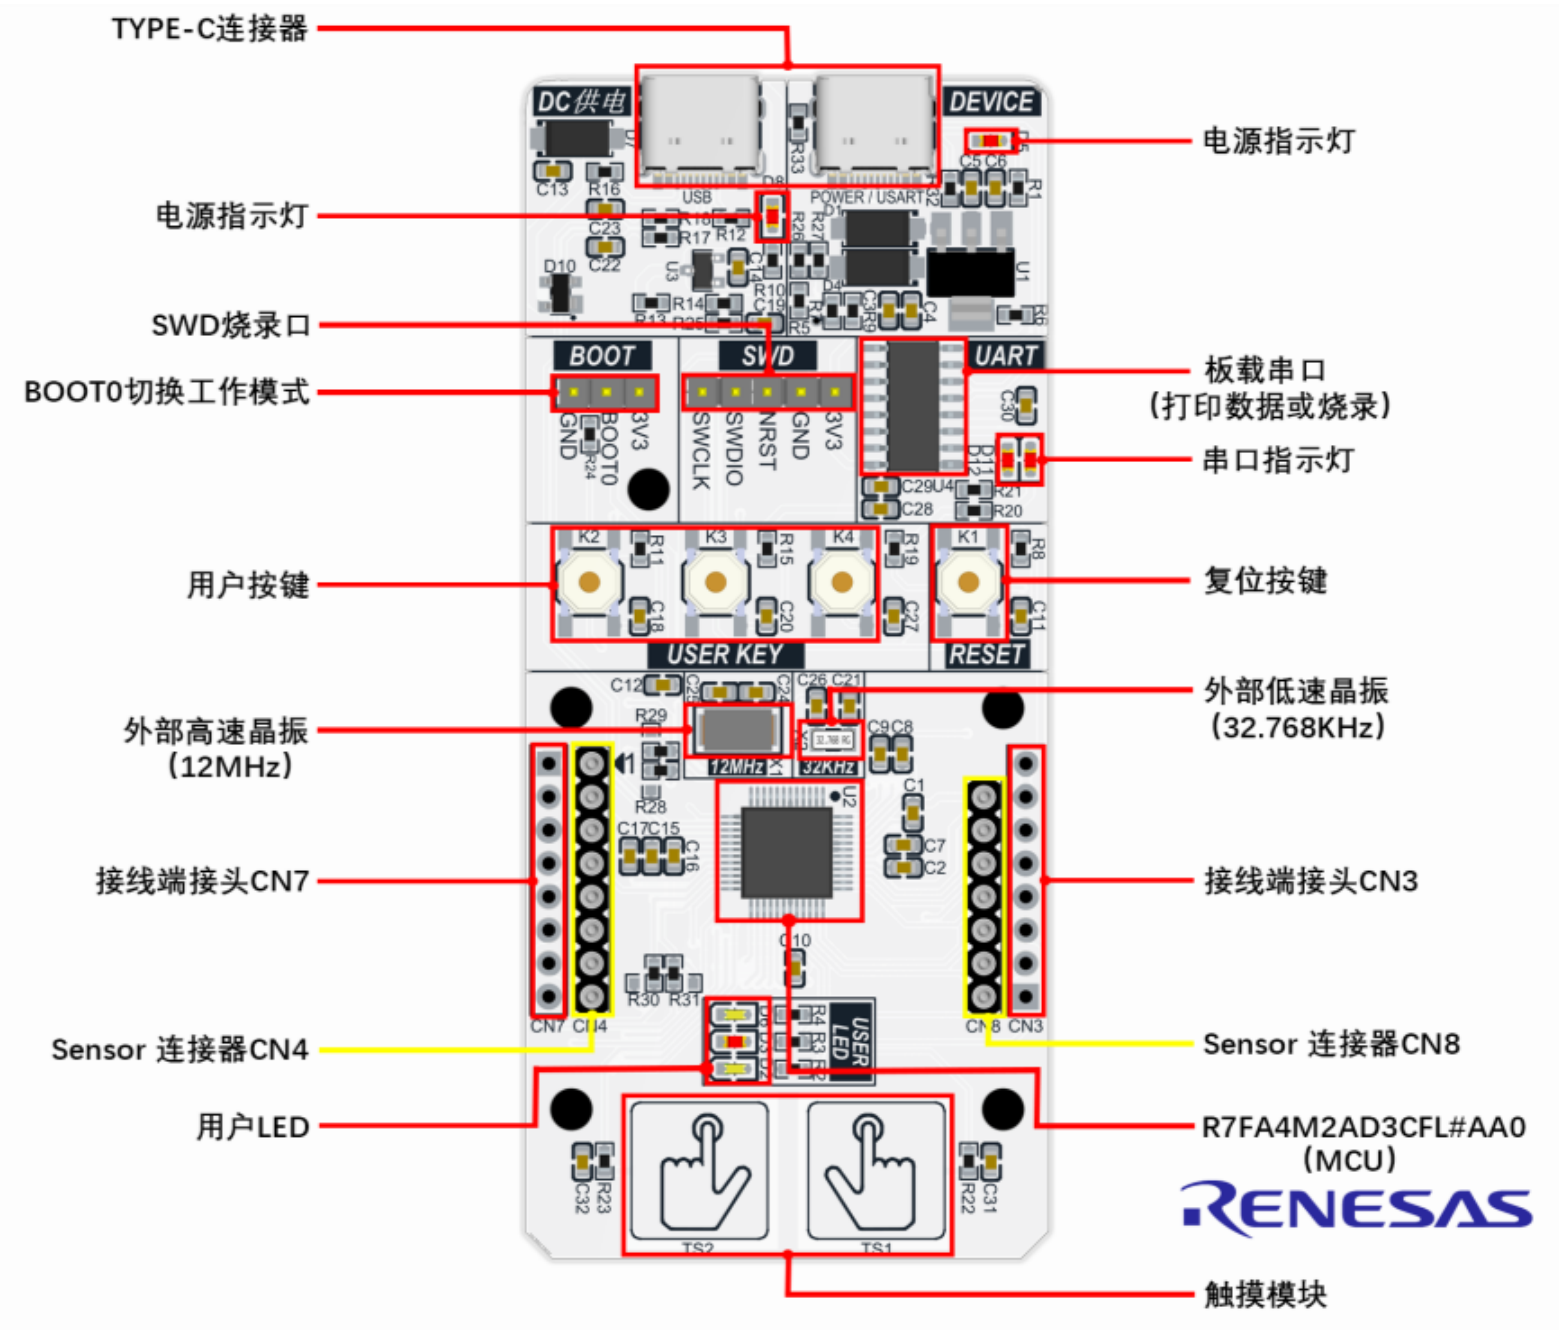 TYPE-C连接器
DC供电
DEVICE
D7
R33
D5
电源指示灯
C13
R16
USB
D8
POWER / USART
R32
C5
C6
R1
电源指示灯
C23
R18
R17
R12
R26
R27
D1
C22
U3
C14
U1
D10
R10
D4
R13
R14
R25
C19
R5
R7
C3
R9
C4
R6
SWD烧录口
BOOT
SWD
UART
BOOT0切换工作模式
板载串口
(打印数据或烧录)
C30
GND
BOOT0
3V3
R24
SWCLK
SWDIO
NRST
GND
3V3
D12
D11
串口指示灯
C29
U4
R21
C28
R20
K2
R11
K3
R15
K4
R19
K1
R8
用户按键
复位按键
C18
C20
C27
C11
USER KEY
RESET
C12
C25
C24
C26
C21
外部低速晶振
(32.768KHz)
R29
外部高速晶振
(12MHz)
X2
C9
C8
12MHz
X1
32KHz
1
R28
U2
C1
C17
C15
C16
C7
C2
接线端接头CN7
接线端接头CN3
C10
R30
R31
CN7
CN4
CN8
CN3
D6
D3
D2
R4
R3
R2
USER
LED
Sensor 连接器CN4
Sensor 连接器CN8
用户LED
R7FA4M2AD3CFL#AA0
(MCU)
C32
R23
R22
C31
RENESAS
TS2
TS1
触摸模块